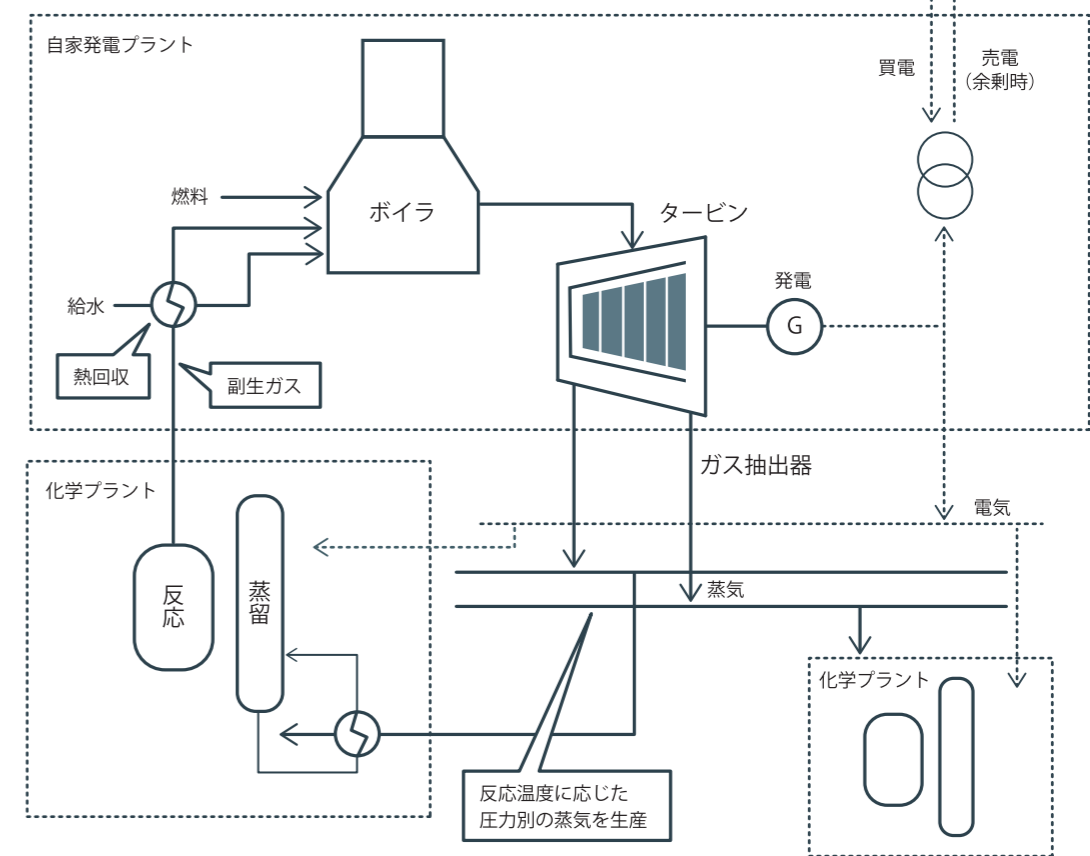 自家発電プラント
買電
売電
（余剰時）
燃料
ボイラ
タービン
給水
発電
G
熱回収
副生ガス
ガス抽出器
化学プラント
電気
反応
蒸留
蒸気
化学プラント
反応温度に応じた
圧力別の蒸気を生産